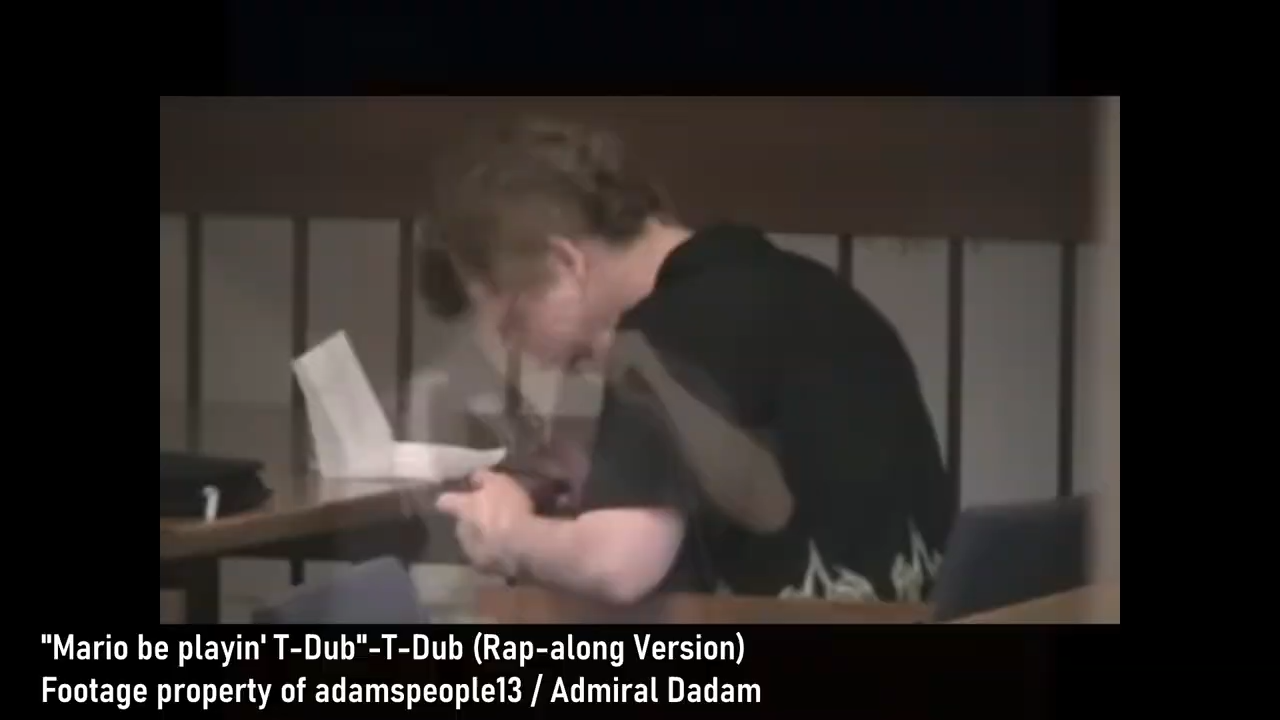 "Mario be playin' T-Dub"-T-Dub (Rap-along Version)
Footage property of adamspeople13 / Admiral Dadam